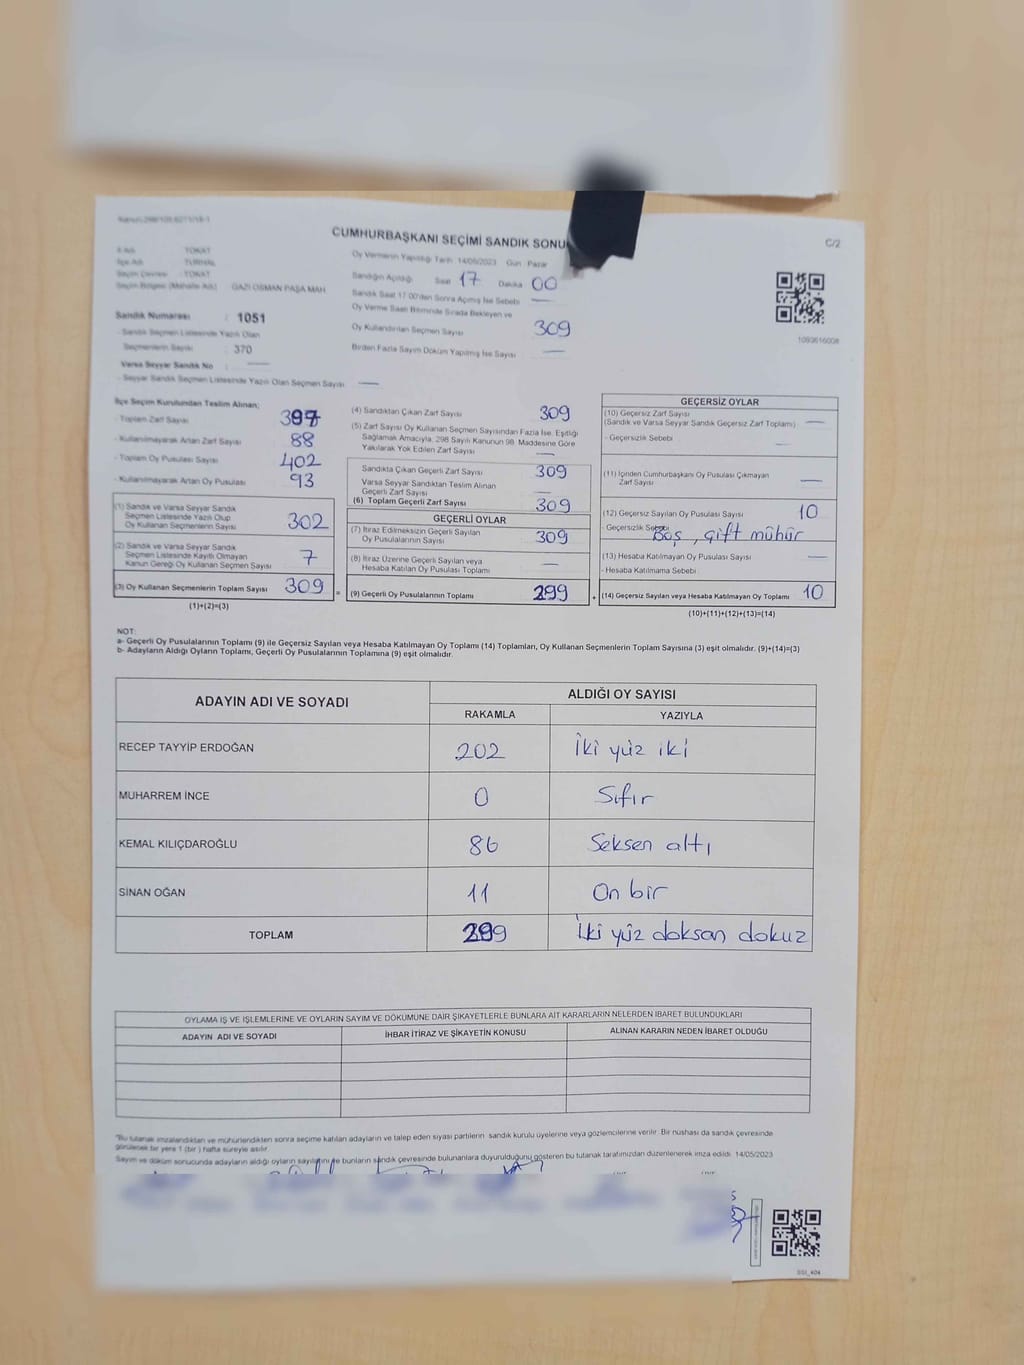 C/2
CUMHURBAŞKANI SEÇİMİ SANDIK SONU
İl Adı : TOKAT
İlçe Adı : TURHAL
Seçim Çevresi : TOKAT
Seçim Bölgesi (Mahalle Adı) : GAZİ OSMAN PAŞA MAH.
Sandık Numarası : 1051
- Sandık Seçmen Listesinde Yazılı Olan
Seçmenlerin Sayısı : 370
Varsa Seyyar Sandık No : —
- Seyyar Sandık Seçmen Listesinde Yazılı Olan Seçmen Sayısı —
Oy Vermenin Yapıldığı Tarih 14/05/2023 Gün : Pazar
Sandığın Açıldığı Saat 17 Dakika 00
Sandık Saat 17.00'den Sonra Açılmış İse Sebebi —
Oy Verme Saati Bitiminde Sırada Bekleyen ve
Oy Kullandırılan Seçmen Sayısı 309
Birden Fazla Sayım Döküm Yapılmış İse Sayısı —
1093616008
İlçe Seçim Kurulundan Teslim Alınan;
- Toplam Zarf Sayısı 397
- Kullanılmayarak Artan Zarf Sayısı 88
- Toplam Oy Pusulası Sayısı 402
- Kullanılmayarak Artan Oy Pusulası 93
(1) Sandık ve Varsa Seyyar Sandık
Seçmen Listesinde Yazılı Olup
Oy Kullanan Seçmenlerin Sayısı 302
(2) Sandık ve Varsa Seyyar Sandık
Seçmen Listesinde Kayıtlı Olmayan
Kanun Gereği Oy Kullanan Seçmen Sayısı 7
(3) Oy Kullanan Seçmenlerin Toplam Sayısı 309
(1)+(2)=(3)
(4) Sandıktan Çıkan Zarf Sayısı 309
(5) Zarf Sayısı Oy Kullanan Seçmen Sayısından Fazla İse, Eşitliği
Sağlamak Amacıyla, 298 Sayılı Kanunun 98. Maddesine Göre
Yakılarak Yok Edilen Zarf Sayısı —
Sandıkta Çıkan Geçerli Zarf Sayısı 309
Varsa Seyyar Sandıktan Teslim Alınan
Geçerli Zarf Sayısı —
(6) Toplam Geçerli Zarf Sayısı 309
GEÇERLİ OYLAR
(7) İtiraz Edilmeksizin Geçerli Sayılan
Oy Pusulalarının Sayısı 309
(8) İtiraz Üzerine Geçerli Sayılan veya
Hesaba Katılan Oy Pusulası Toplamı —
= (9) Geçerli Oy Pusulalarının Toplamı 299
GEÇERSİZ OYLAR
(10) Geçersiz Zarf Sayısı
(Sandık ve Varsa Seyyar Sandık Geçersiz Zarf Toplamı) —
- Geçersizlik Sebebi —
(11) İçinden Cumhurbaşkanı Oy Pusulası Çıkmayan
Zarf Sayısı —
(12) Geçersiz Sayılan Oy Pusulası Sayısı 10
- Geçersizlik Sebebi Boş, çift mühür
(13) Hesaba Katılmayan Oy Pusulası Sayısı —
- Hesaba Katılmama Sebebi
+ (14) Geçersiz Sayılan veya Hesaba Katılmayan Oy Toplamı 10
(10)+(11)+(12)+(13)=(14)
NOT:
a- Geçerli Oy Pusulalarının Toplamı (9) ile Geçersiz Sayılan veya Hesaba Katılmayan Oy Toplamı (14) Toplamları, Oy Kullanan Seçmenlerin Toplam Sayısına (3) eşit olmalıdır. (9)+(14)=(3)
b- Adayların Aldığı Oyların Toplamı, Geçerli Oy Pusulalarının Toplamına (9) eşit olmalıdır.
ADAYIN ADI VE SOYADI ALDIĞI OY SAYISI
RAKAMLA YAZIYLA
RECEP TAYYİP ERDOĞAN 202 İki yüz iki
MUHARREM İNCE 0 Sıfır
KEMAL KILIÇDAROĞLU 86 Seksen altı
SİNAN OĞAN 11 On bir
TOPLAM 299 İki yüz doksan dokuz
OYLAMA İŞ VE İŞLEMLERİNE VE OYLARIN SAYIM VE DÖKÜMÜNE DAİR ŞİKAYETLERLE BUNLARA AİT KARARLARIN NELERDEN İBARET BULUNDUKLARI
ADAYIN ADI VE SOYADI İHBAR İTİRAZ VE ŞİKAYETİN KONUSU ALINAN KARARIN NEDEN İBARET OLDUĞU
*Bu tutanak imzalandıktan ve mühürlendikten sonra seçime katılan adayların ve talep eden siyasi partilerin sandık kurulu üyelerine veya gözlemcilerine verilir. Bir nüshası da sandık çevresinde
görülecek bir yere 1 (bir) hafta süreyle asılır.
Sayım ve döküm sonucunda adayların aldığı oyların sayılarını ve bunların sandık çevresinde bulunanlara duyurulduğunu gösteren bu tutanak tarafımızdan düzenlenerek imza edildi. 14/05/2023